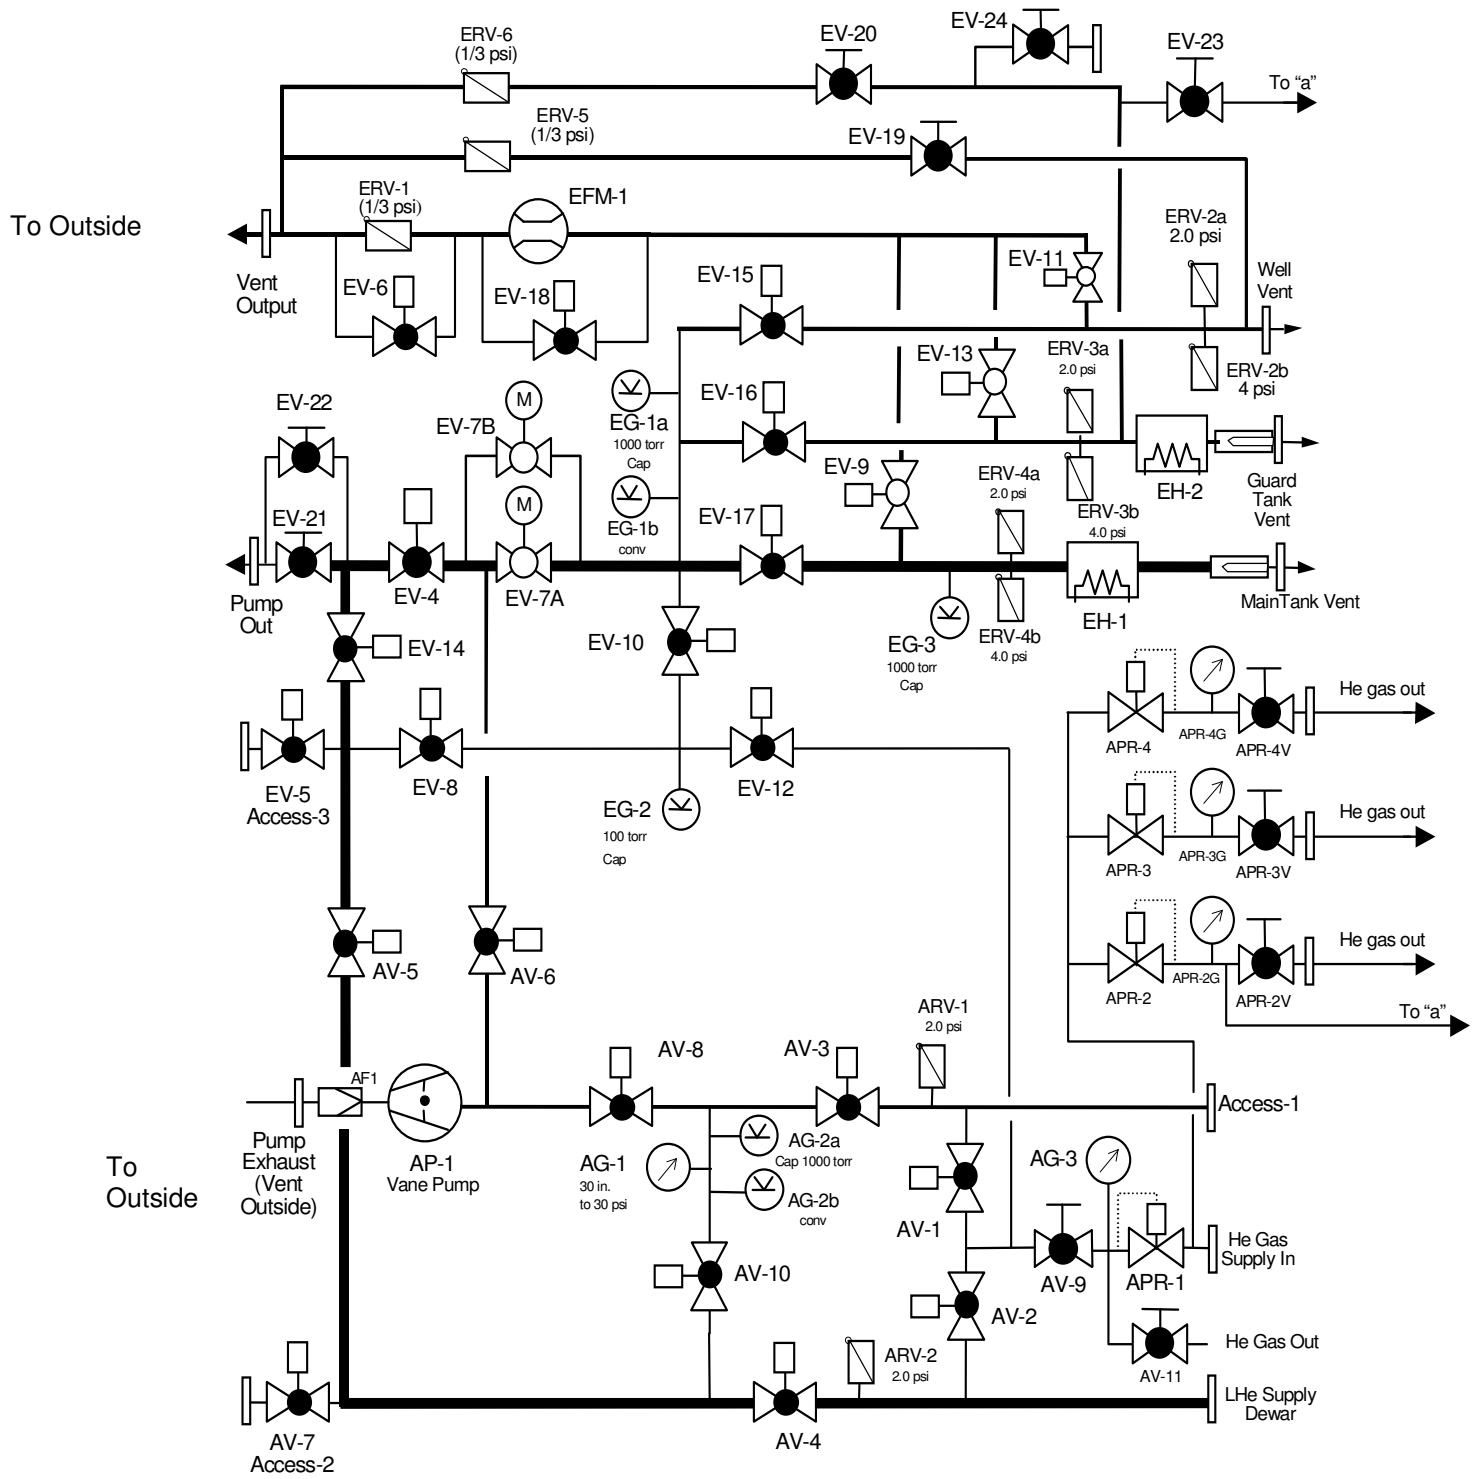 EV-24
ERV-6
(1/3 psi)
EV-20
EV-23
To “a”
ERV-5
(1/3 psi)
EV-19
ERV-1
(1/3 psi)
EFM-1
To Outside
ERV-2a
2.0 psi
EV-11
EV-15
Well
Vent
Vent
Output
EV-6
EV-18
EV-13
ERV-3a
2.0 psi
ERV-2b
4 psi
EV-22
M
EV-7B
EG-1a
1000 torr
Cap
EV-16
EV-9
ERV-4a
2.0 psi
EH-2
Guard
Tank
Vent
EV-21
M
EG-1b
conv
EV-17
ERV-3b
4.0 psi
Pump
Out
EV-4
EV-7A
MainTank Vent
EH-1
EV-14
EV-10
EG-3
1000 torr
Cap
ERV-4b
4.0 psi
He gas out
APR-4
APR-4G
APR-4V
EV-5
Access-3
EV-8
EV-12
EG-2
100 torr
Cap
He gas out
APR-3
APR-3G
APR-3V
AV-5
AV-6
He gas out
APR-2
APR-2G
APR-2V
To “a”
ARV-1
2.0 psi
AV-8
AV-3
AF1
Access-1
Pump
Exhaust
(Vent
Outside)
To
Outside
AP-1
Vane Pump
AG-1
30 in.
to 30 psi
AG-2a
Cap 1000 torr
AG-2b
conv
AG-3
AV-1
He Gas
Supply In
AV-10
AV-9
APR-1
AV-2
He Gas Out
AV-11
ARV-2
2.0 psi
LHe Supply
Dewar
AV-7
Access-2
AV-4